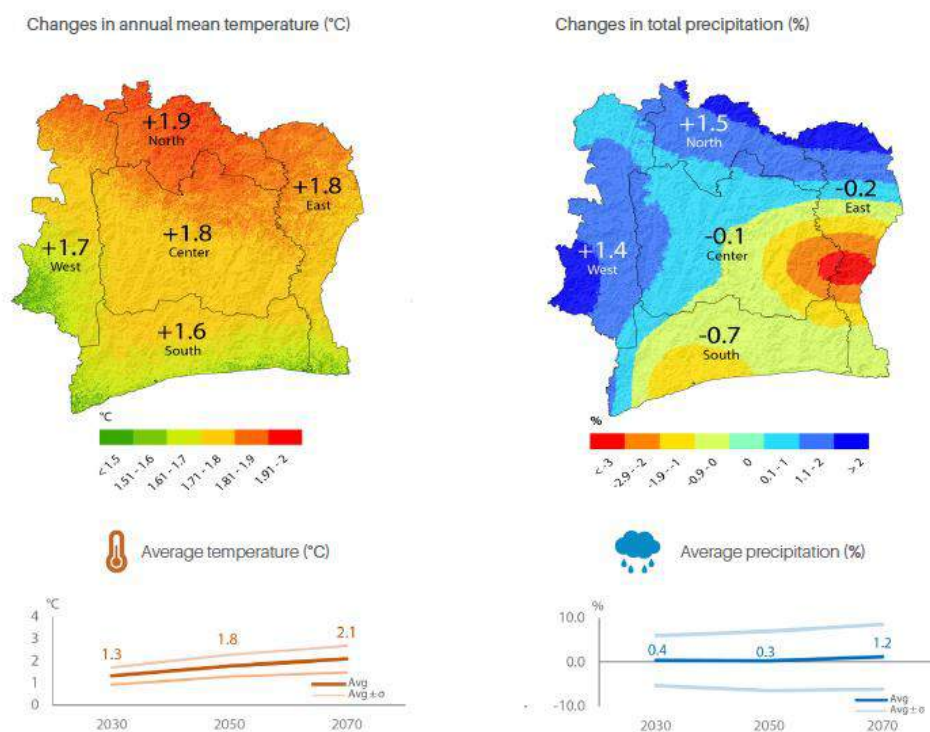 Changes in annual mean temperature (°C)
+1.9
North
+1.8
East
+1.8
Center
+1.7
West
+1.6
South
°C
< 1.5
1.51 - 1.6
1.61 - 1.7
1.71 - 1.8
1.81 - 1.9
1.91 - 2
Changes in total precipitation (%)
+1.5
North
-0.2
East
-0.1
Center
+1.4
West
-0.7
South
%
<-3
-2.9 - -2
-1.9 - -1
-0.9 - 0
0
0.1 - 1
1.1 - 2
> 2
Average temperature (°C)
°C
4
3
2
1
0
1.3
1.8
2.1
Avg
Avg ± σ
2030
2050
2070
Average precipitation (%)
%
10.0
0.0
-10.0
0.4
0.3
1.2
Avg
Avg ± σ
2030
2050
2070